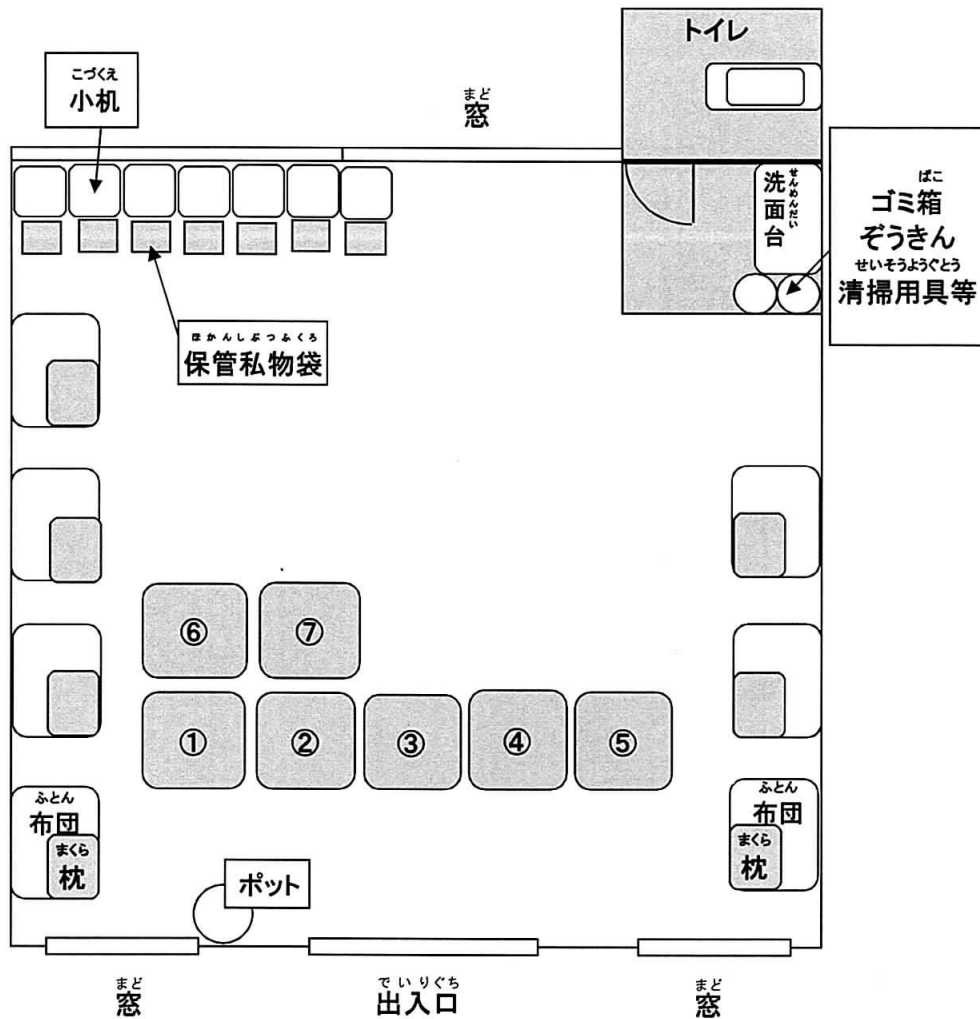 トイレ
こづくえ
小机
まど
窓
せんめんだい
洗面台
ばこ
ゴミ箱
ぞうきん
せいそうようぐとう
清掃用具等
ほかんしぶつふくろ
保管私物袋
⑥ ⑦
① ② ③ ④ ⑤
ふとん
布団
まくら
枕
ふとん
布団
まくら
枕
ポット
まど
窓
でいりぐち
出入口
まど
窓